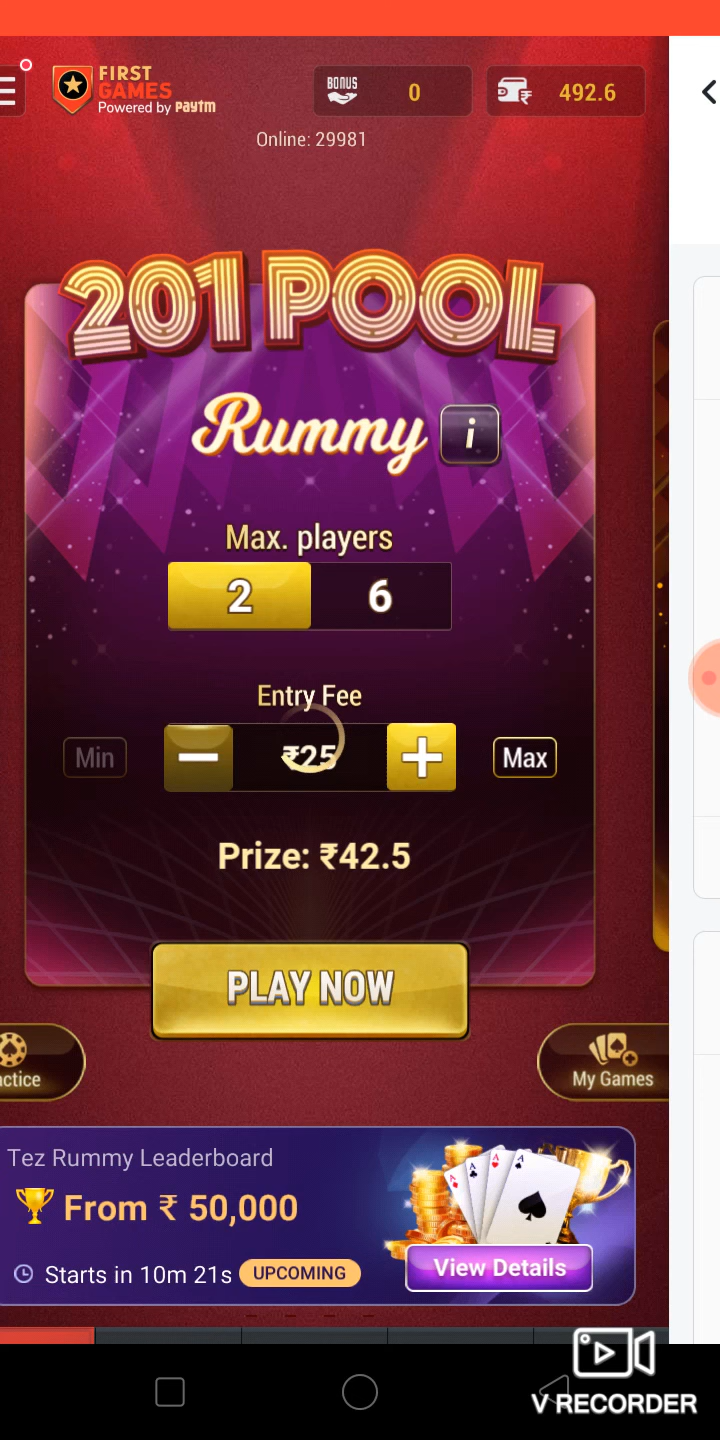 FIRST
GAMES
Powered by Paytm
BONUS
0
492.6
Online: 29981
201 POOL
Rummy
i
Max. players
2
6
Entry Fee
Min
₹25
Max
Prize: ₹42.5
PLAY NOW
ctice
My Games
Tez Rummy Leaderboard
From ₹ 50,000
Starts in 10m 21s
UPCOMING
View Details
V RECORDER